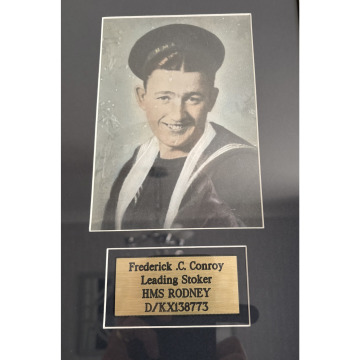 Frederick .C. Conroy
Leading Stoker
HMS RODNEY
D/KX138773